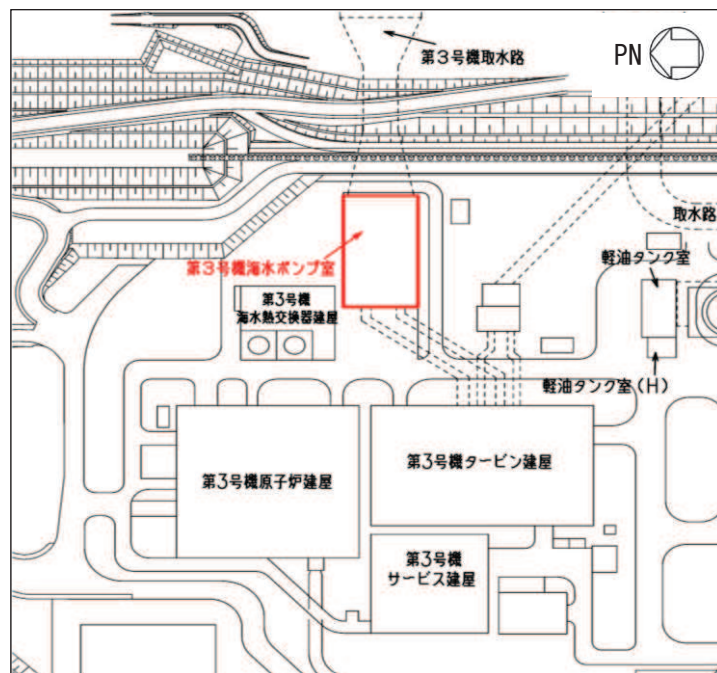 第3号機取水路
PN
取水路
第3号機海水ポンプ室
軽油タンク室
第3号機
海水熱交換器建屋
軽油タンク室(H)
第3号機原子炉建屋
第3号機タービン建屋
第3号機
サービス建屋